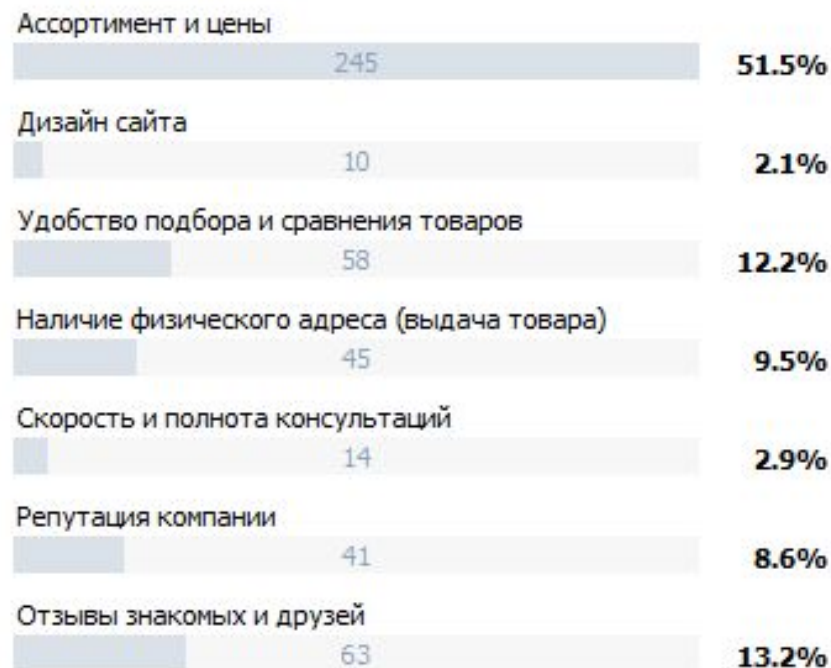 Ассортимент и цены
245 51.5%
Дизайн сайта
10 2.1%
Удобство подбора и сравнения товаров
58 12.2%
Наличие физического адреса (выдача товара)
45 9.5%
Скорость и полнота консультаций
14 2.9%
Репутация компании
41 8.6%
Отзывы знакомых и друзей
63 13.2%